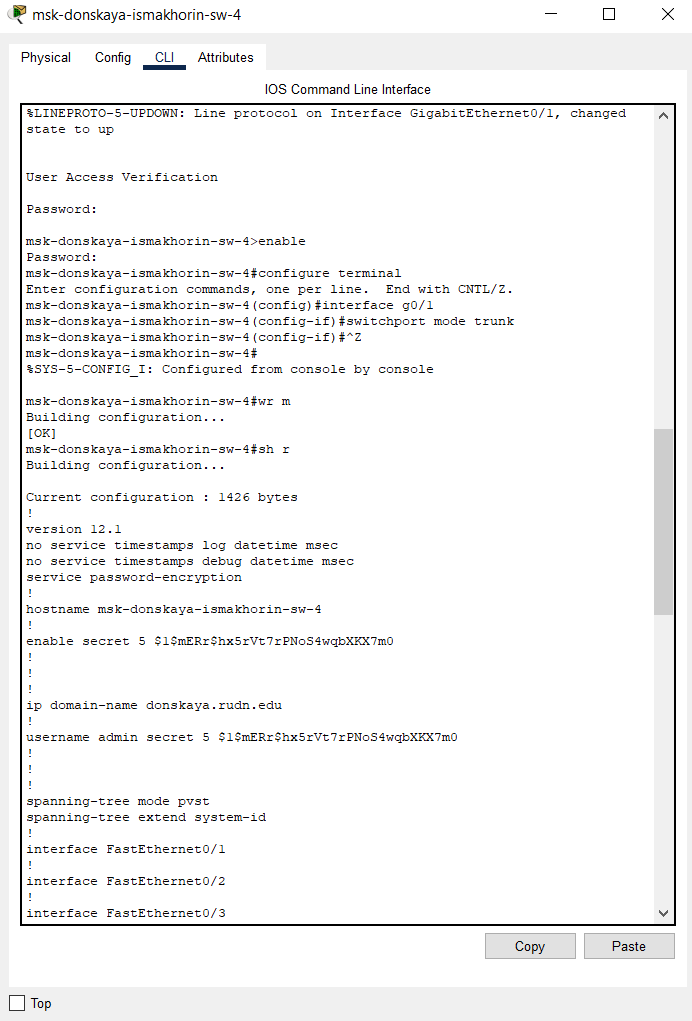 msk-donskaya-ismakhorin-sw-4
Physical Config CLI Attributes
IOS Command Line Interface
%LINEPROTO-5-UPDOWN: Line protocol on Interface GigabitEthernet0/1, changed
state to up
User Access Verification
Password:
msk-donskaya-ismakhorin-sw-4>enable
Password:
msk-donskaya-ismakhorin-sw-4#configure terminal
Enter configuration commands, one per line.  End with CNTL/Z.
msk-donskaya-ismakhorin-sw-4(config)#interface g0/1
msk-donskaya-ismakhorin-sw-4(config-if)#switchport mode trunk
msk-donskaya-ismakhorin-sw-4(config-if)#^Z
msk-donskaya-ismakhorin-sw-4#
%SYS-5-CONFIG_I: Configured from console by console
msk-donskaya-ismakhorin-sw-4#wr m
Building configuration...
[OK]
msk-donskaya-ismakhorin-sw-4#sh r
Building configuration...
Current configuration : 1426 bytes
!
version 12.1
no service timestamps log datetime msec
no service timestamps debug datetime msec
service password-encryption
!
hostname msk-donskaya-ismakhorin-sw-4
!
enable secret 5 $1$mERr$hx5rVt7rPNoS4wqbXKX7m0
!
!
!
ip domain-name donskaya.rudn.edu
!
username admin secret 5 $1$mERr$hx5rVt7rPNoS4wqbXKX7m0
!
!
!
spanning-tree mode pvst
spanning-tree extend system-id
!
interface FastEthernet0/1
!
interface FastEthernet0/2
!
interface FastEthernet0/3
Copy Paste
Top